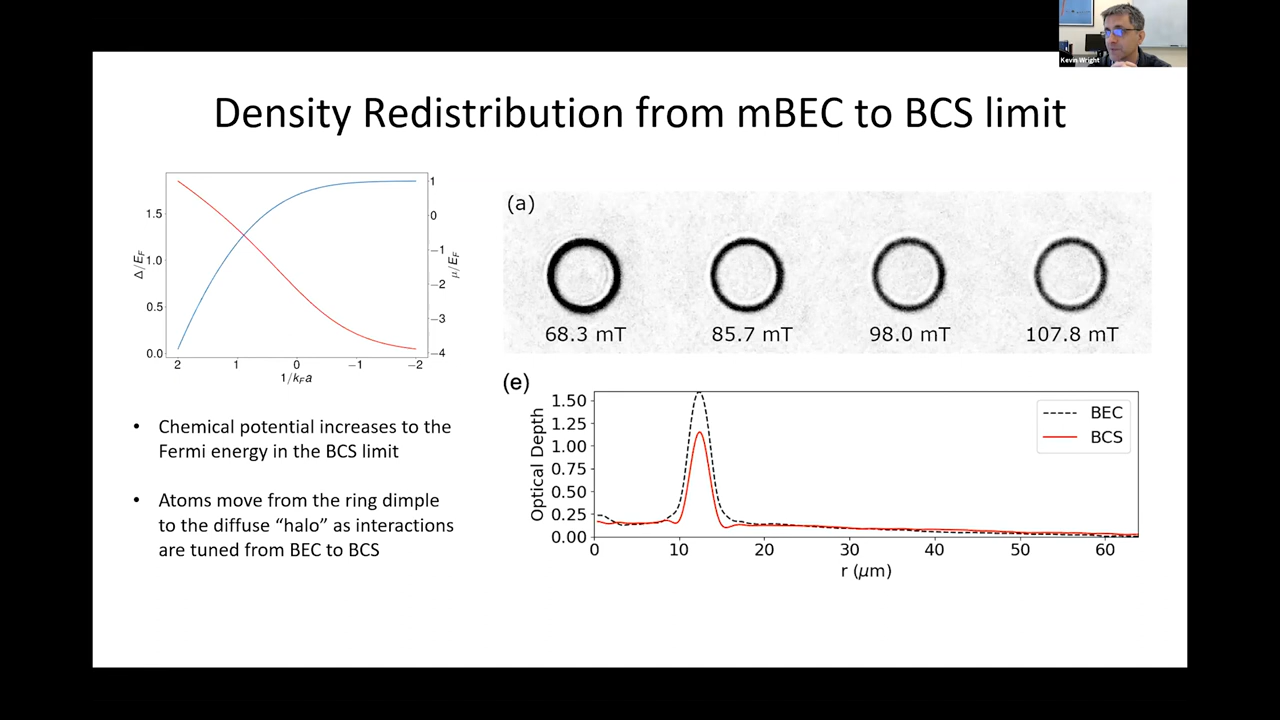 Kevin Wright
Density Redistribution from mBEC to BCS limit
1.5
1.0
0.5
0.0
Δ/E_F
1
0
−1
−2
−3
−4
μ/E_F
2 1 0 −1 −2
1/k_Fa
• Chemical potential increases to the
Fermi energy in the BCS limit
• Atoms move from the ring dimple
to the diffuse “halo” as interactions
are tuned from BEC to BCS
(a)
68.3 mT 85.7 mT 98.0 mT 107.8 mT
(e)
Optical Depth
1.50
1.25
1.00
0.75
0.50
0.25
0.00
BEC
BCS
0 10 20 30 40 50 60
r (μm)